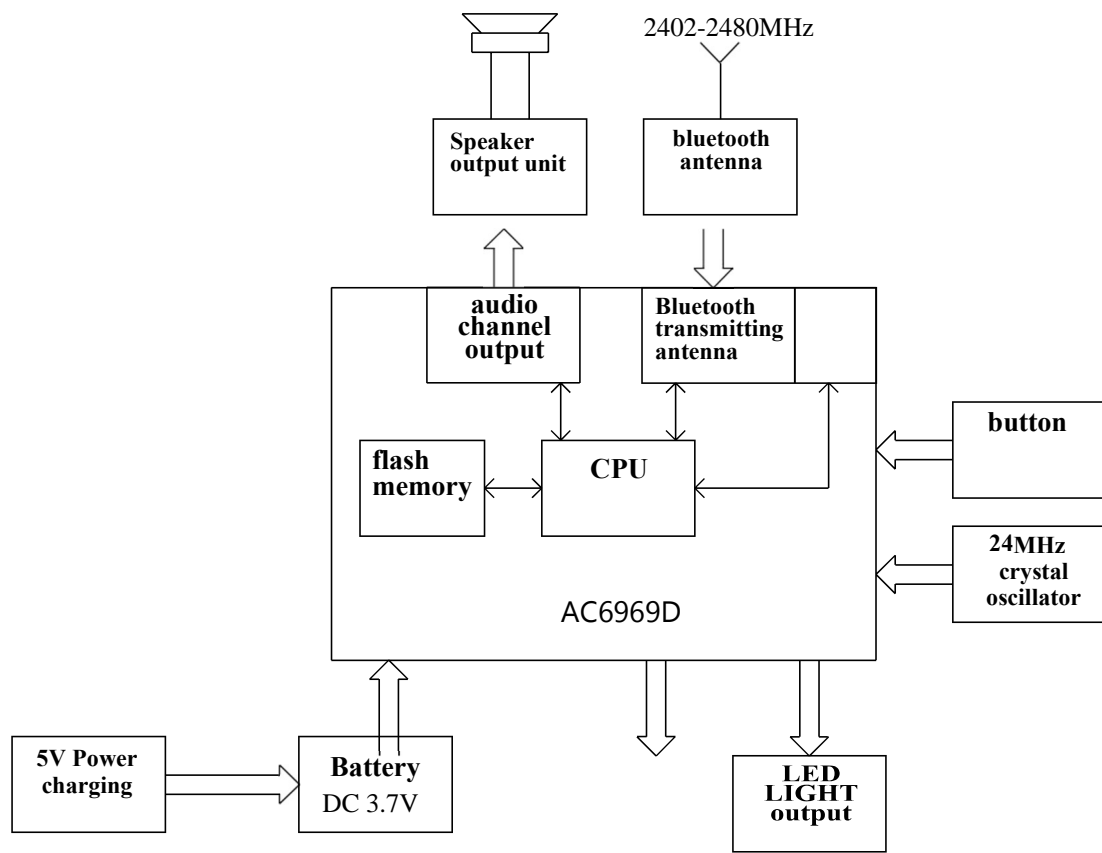 2402-2480MHz
Speaker
output unit
bluetooth
antenna
audio
channel
output
Bluetooth
transmitting
antenna
button
flash
memory
CPU
24MHz
crystal
oscillator
AC6969D
5V Power
charging
Battery
DC 3.7V
LED
LIGHT
output